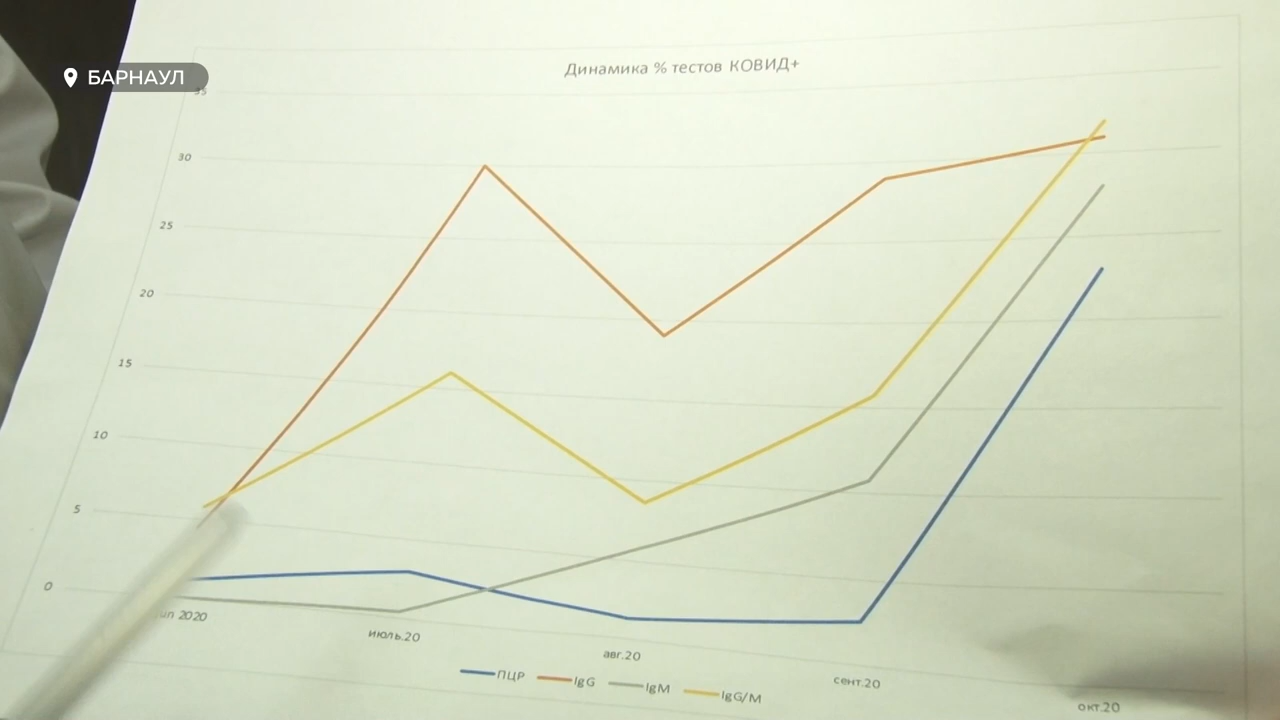 БАРНАУЛ
Динамика % тестов КОВИД+
35
30
25
20
15
10
5
0
2020
июль.20
авг.20
сент.20
окт.20
ПЦР IgG IgM IgG/M